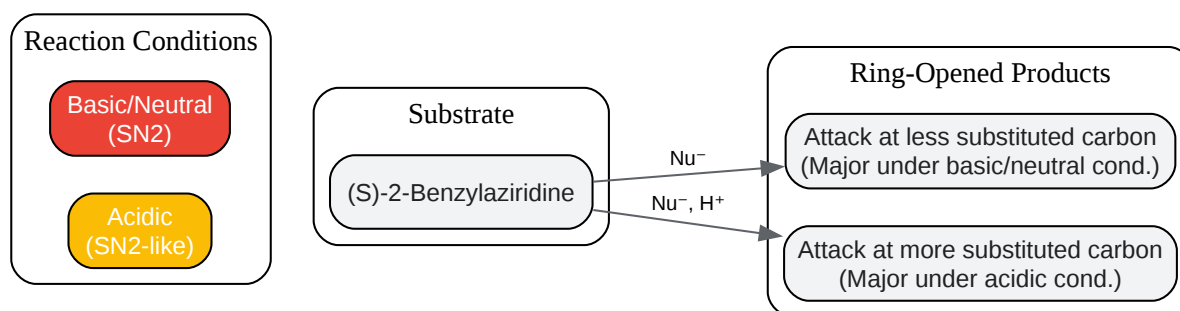 Reaction Conditions
Basic/Neutral
(SN2)
Acidic
(SN2-like)
Substrate
(S)-2-Benzylaziridine
Nu⁻
Nu⁻, H⁺
Ring-Opened Products
Attack at less substituted carbon
(Major under basic/neutral cond.)
Attack at more substituted carbon
(Major under acidic cond.)